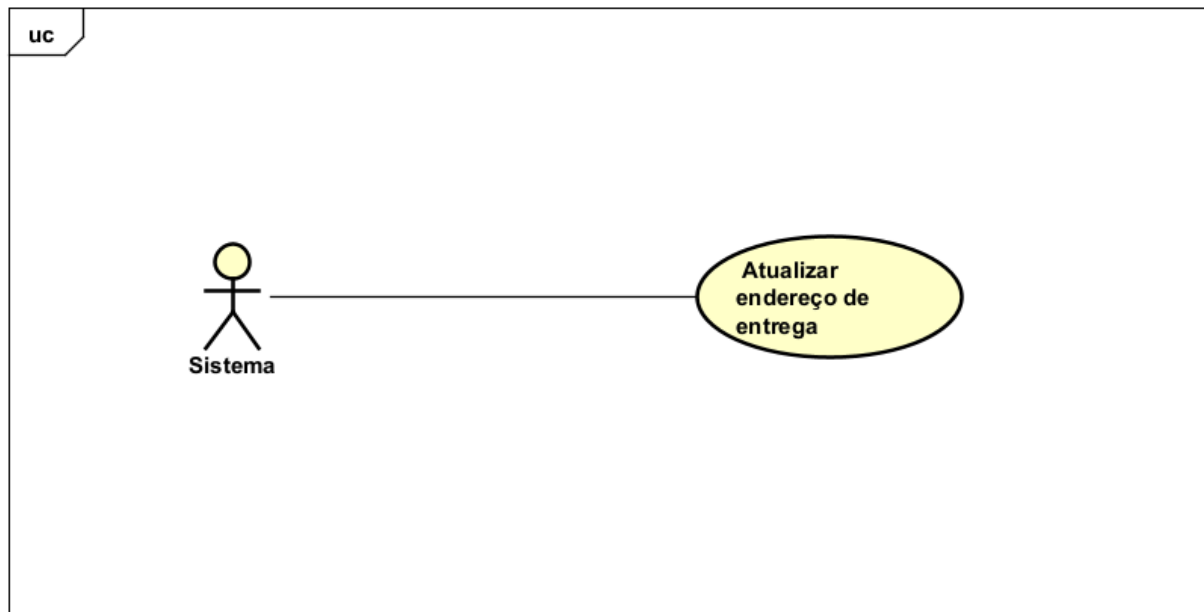 uc
Atualizar
endereço de
entrega
Sistema